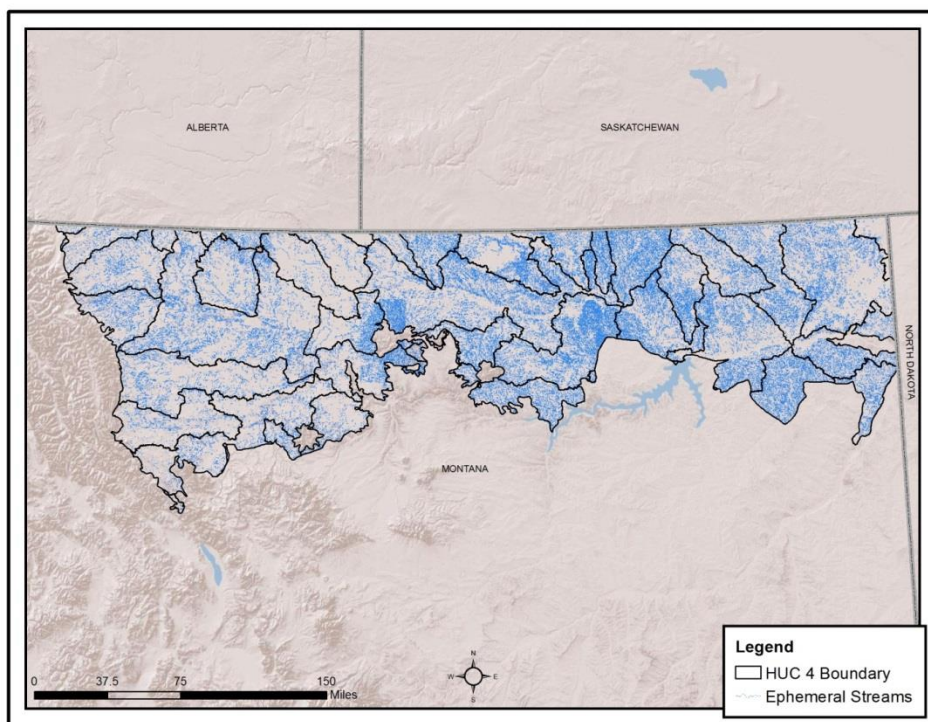 ALBERTA
SASKATCHEWAN
NORTH DAKOTA
MONTANA
Legend
HUC 4 Boundary
Ephemeral Streams
0 37.5 75 150
Miles
N
W E
S